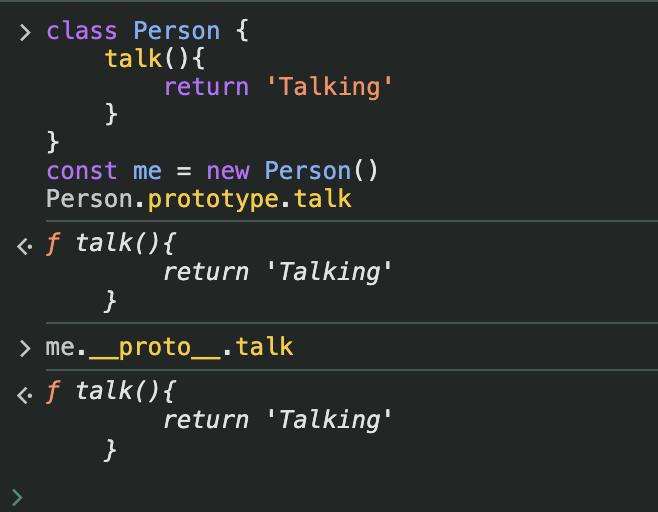 > class Person {
    talk(){
        return 'Talking'
    }
}
const me = new Person()
Person.prototype.talk
<· ƒ talk(){
        return 'Talking'
    }
> me.__proto__.talk
<· ƒ talk(){
        return 'Talking'
    }
>